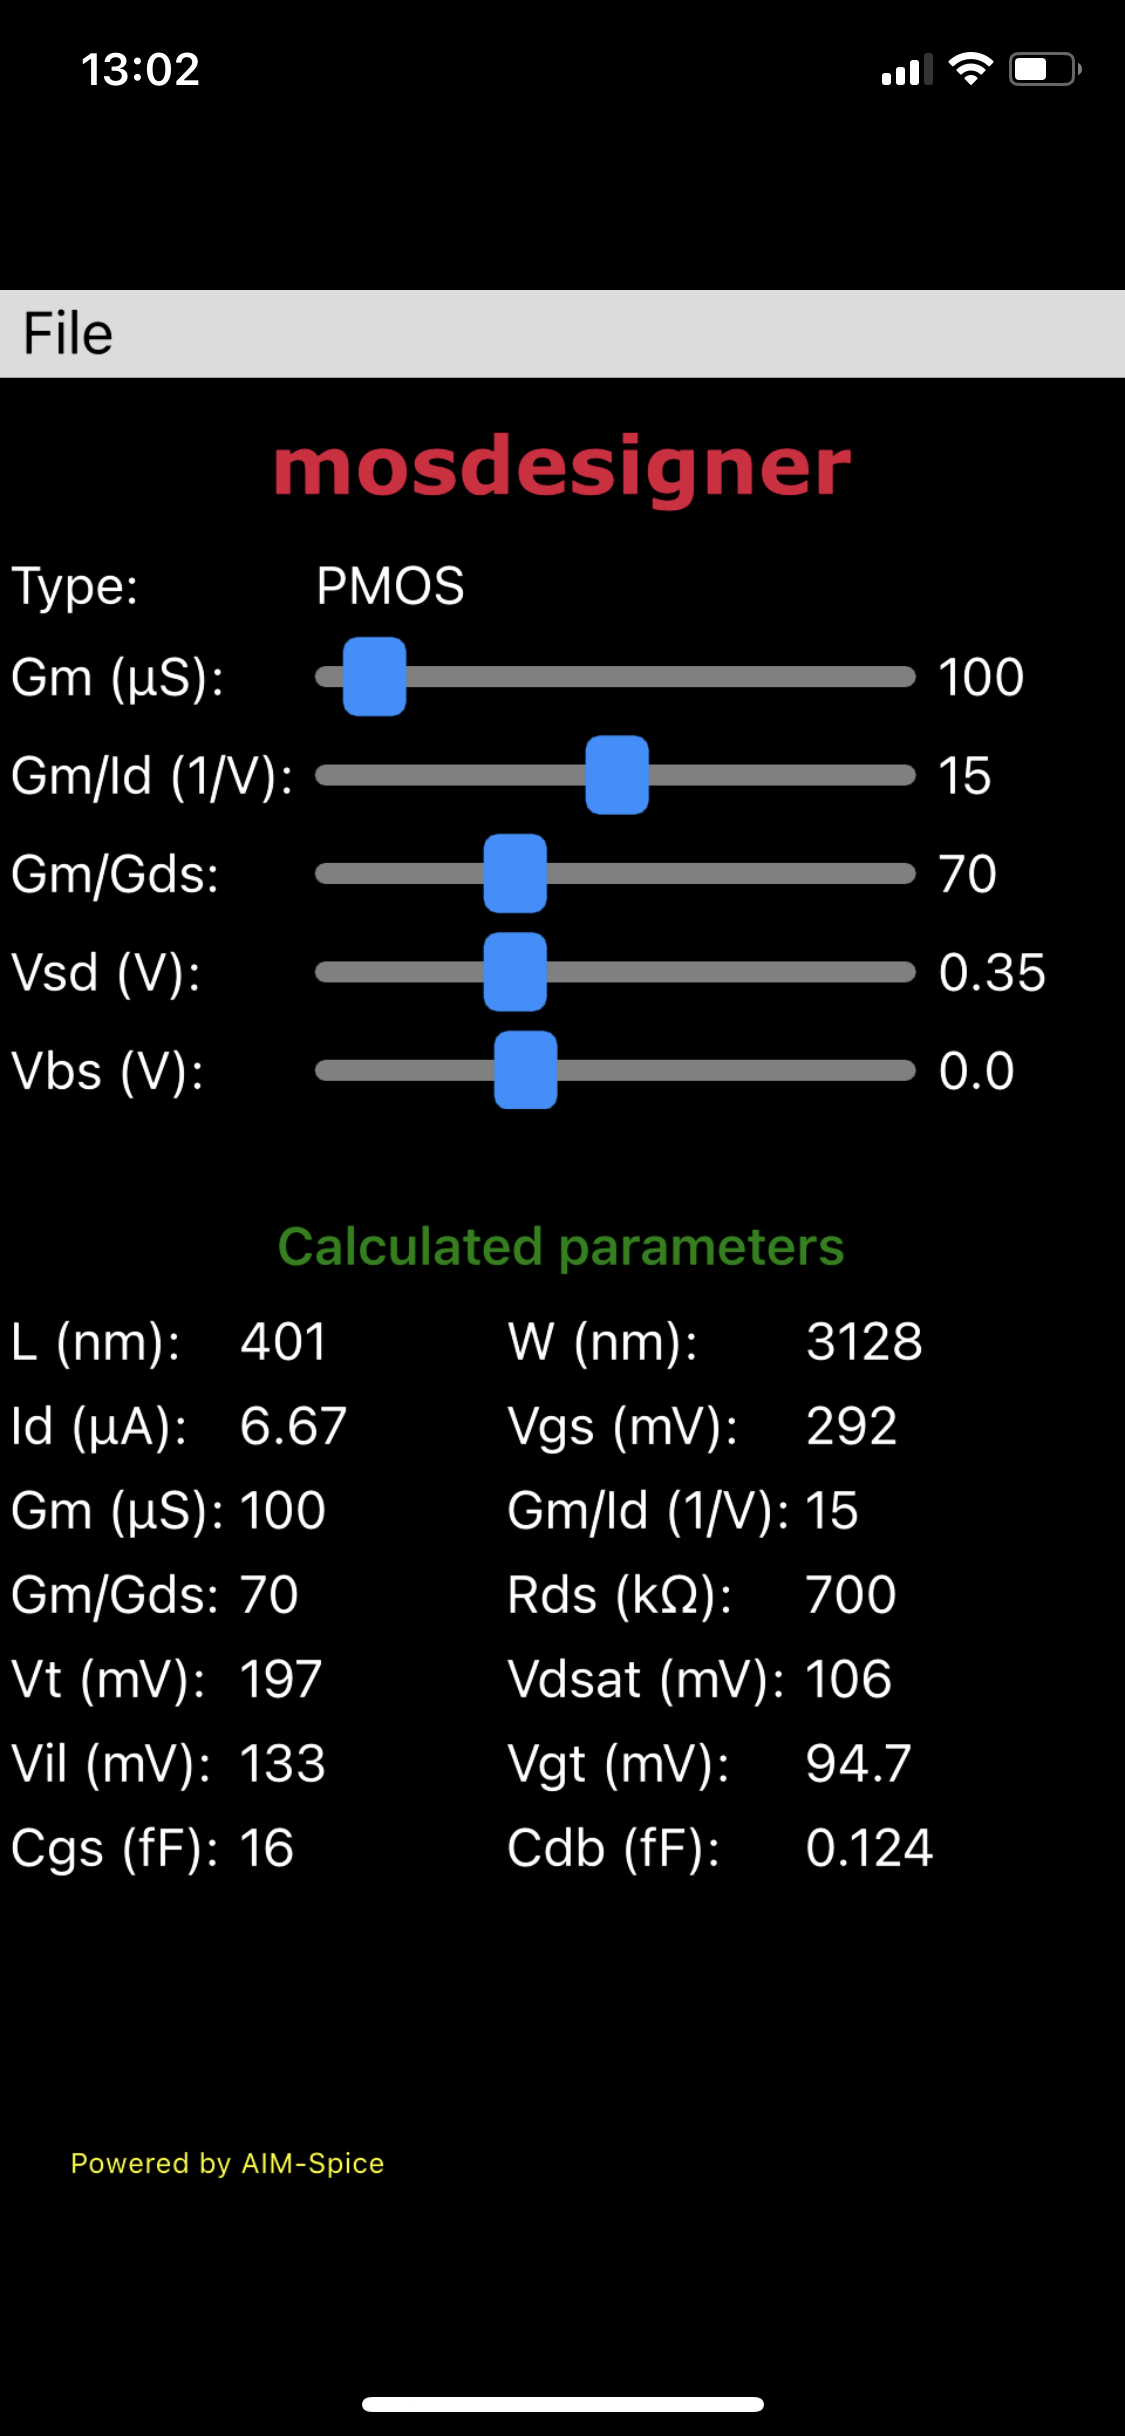 13:02
File
mosdesigner
Type: PMOS
Gm (µS): 100
Gm/Id (1/V): 15
Gm/Gds: 70
Vsd (V): 0.35
Vbs (V): 0.0
Calculated parameters
L (nm): 401 W (nm): 3128
Id (µA): 6.67 Vgs (mV): 292
Gm (µS): 100 Gm/Id (1/V): 15
Gm/Gds: 70 Rds (kΩ): 700
Vt (mV): 197 Vdsat (mV): 106
Vil (mV): 133 Vgt (mV): 94.7
Cgs (fF): 16 Cdb (fF): 0.124
Powered by AIM-Spice